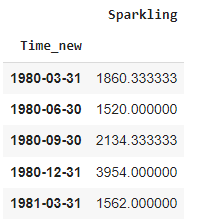 Sparkling
Time_new
1980-03-31 1860.333333
1980-06-30 1520.000000
1980-09-30 2134.333333
1980-12-31 3954.000000
1981-03-31 1562.000000